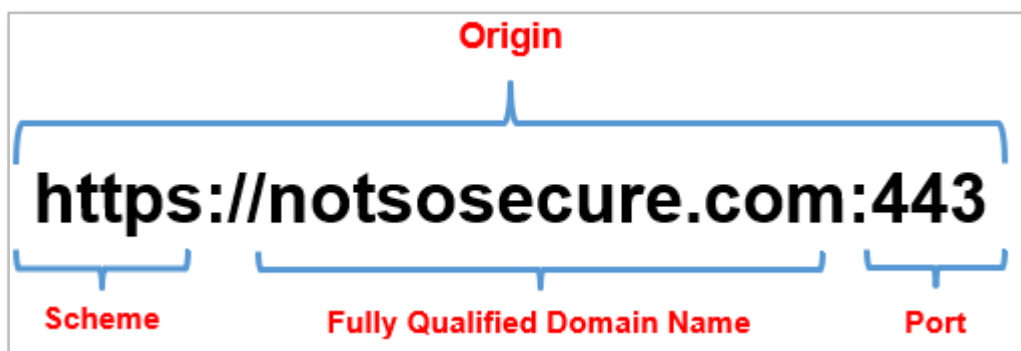 Origin
https://notsosecure.com:443
Scheme
Fully Qualified Domain Name
Port